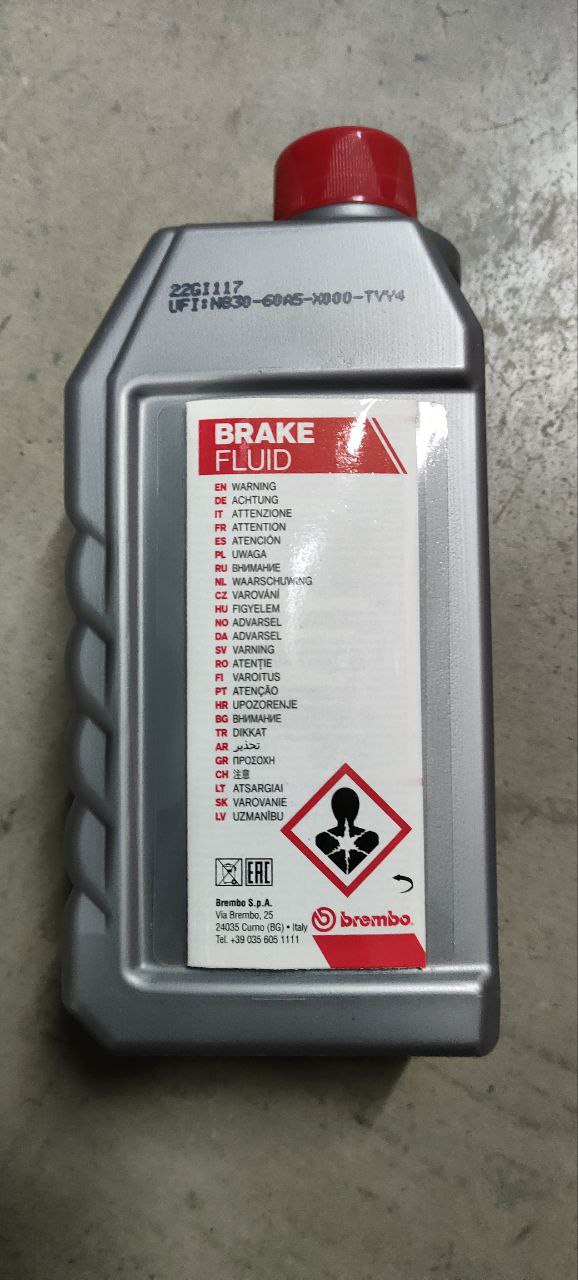 22GI117
UFI:N830-60A5-X000-TVY4
BRAKE
FLUID
EN WARNING
DE ACHTUNG
IT ATTENZIONE
FR ATTENTION
ES ATENCIÓN
PL UWAGA
RU ВНИМАНИЕ
NL WAARSCHUWING
CZ VAROVÁNÍ
HU FIGYELEM
NO ADVARSEL
DA ADVARSEL
SV VARNING
RO ATENȚIE
FI VAROITUS
PT ATENÇÃO
HR UPOZORENJE
BG ВНИМАНИЕ
TR DIKKAT
AR تحذير
GR ΠΡΟΣΟΧΗ
CH 注意
LT ATSARGIAI
SK VAROVANIE
LV UZMANĪBU
EAC
Brembo S.p.A.
Via Brembo, 25
24035 Curno (BG) • Italy
Tel. +39 035 605 1111
brembo